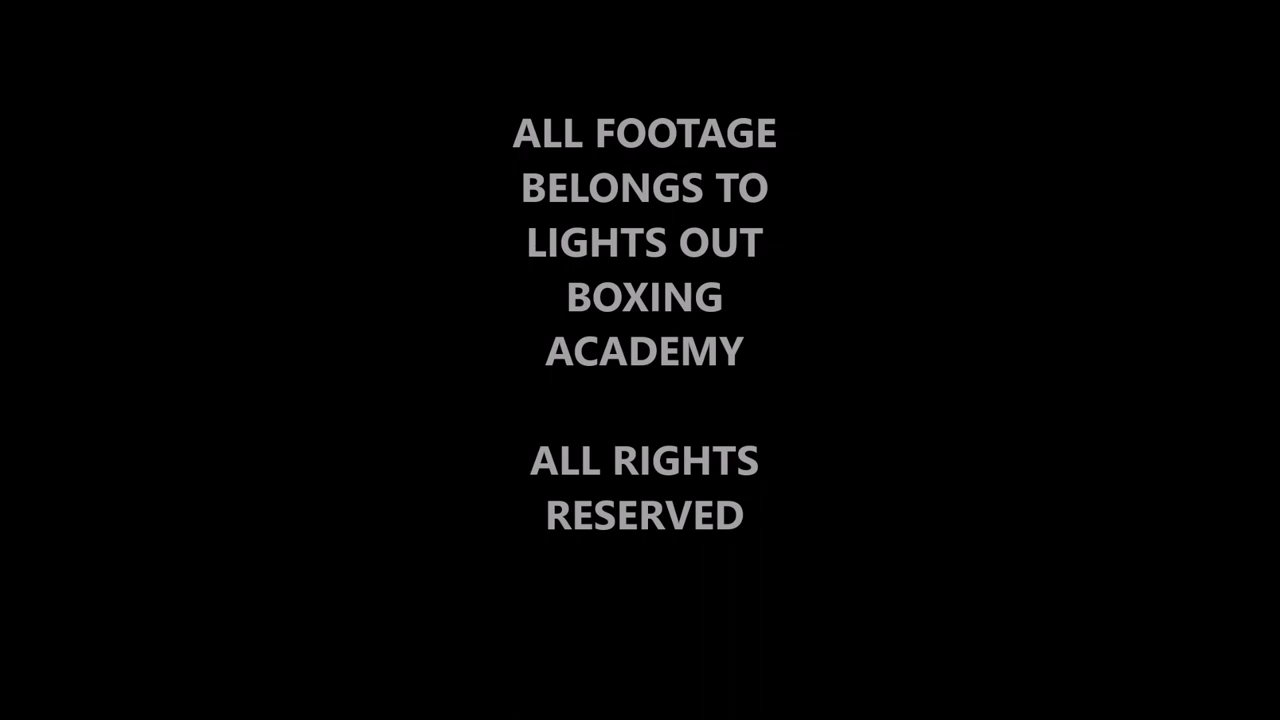 ALL FOOTAGE
BELONGS TO
LIGHTS OUT
BOXING
ACADEMY
ALL RIGHTS
RESERVED